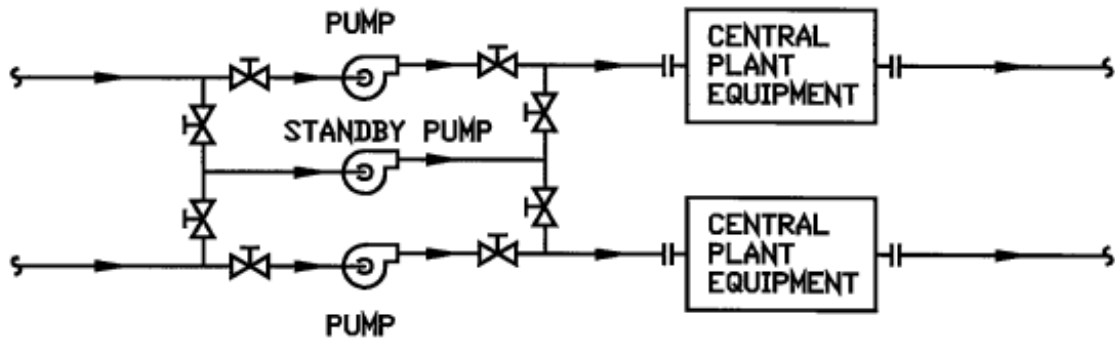 PUMP
CENTRAL
PLANT
EQUIPMENT
STANDBY PUMP
CENTRAL
PLANT
EQUIPMENT
PUMP